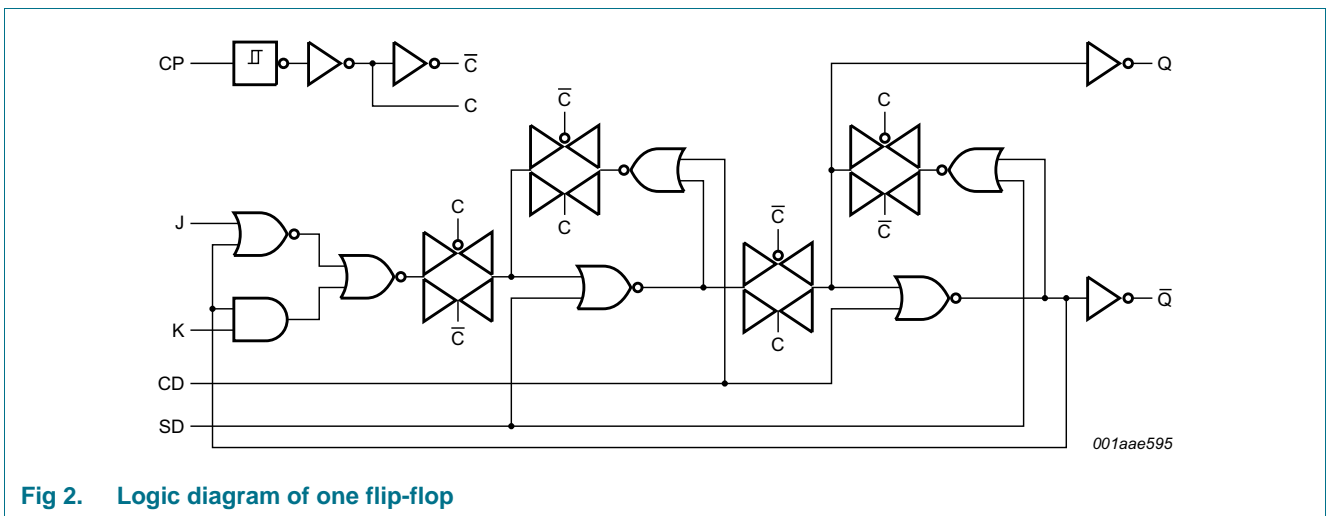 CP
C̅
C
Q
C̅
C
J
C
C
C̅
C̅
K
C̅
C
Q̅
CD
SD
001aae595
Fig 2. Logic diagram of one flip-flop